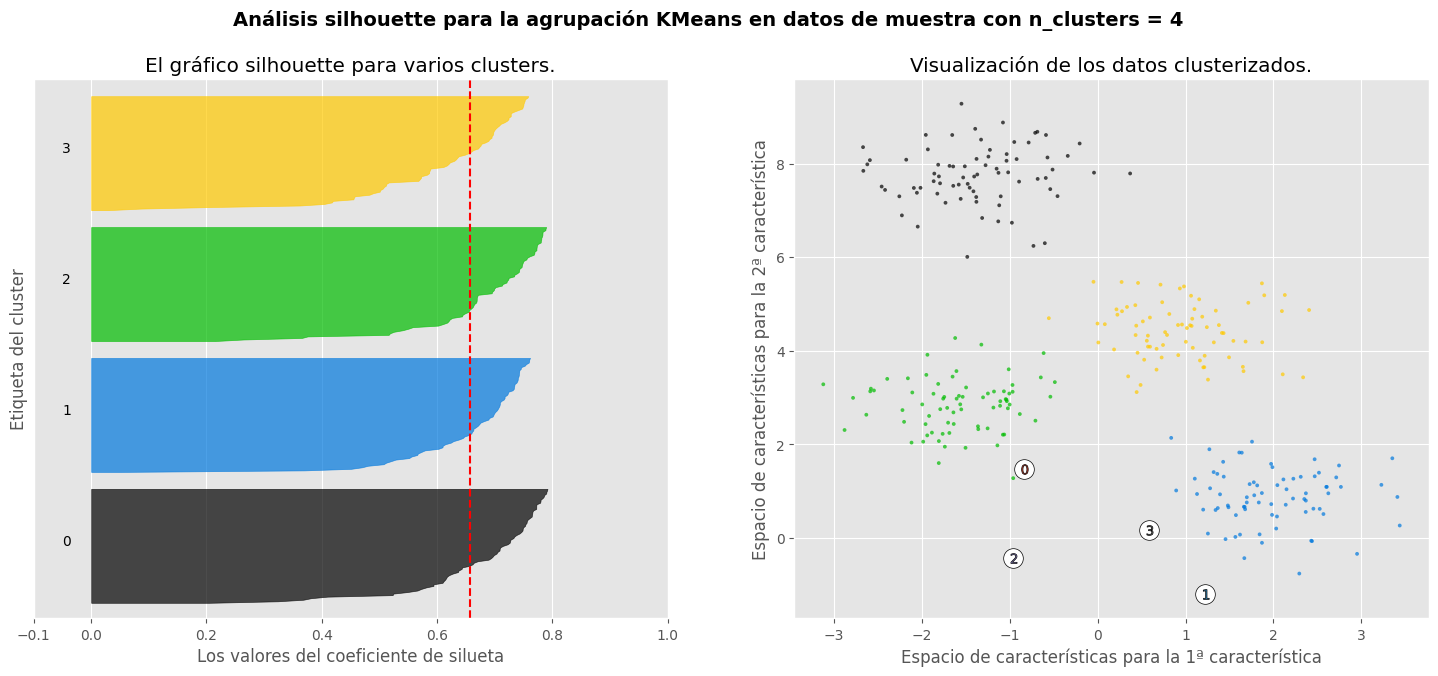 Análisis silhouette para la agrupación KMeans en datos de muestra con n_clusters = 4
El gráfico silhouette para varios clusters.
Etiqueta del cluster
3
2
1
0
−0.1 0.0 0.2 0.4 0.6 0.8 1.0
Los valores del coeficiente de silueta
Visualización de los datos clusterizados.
Espacio de características para la 2ª característica
8
6
4
2
0
0
3
2
1
−3 −2 −1 0 1 2 3
Espacio de características para la 1ª característica